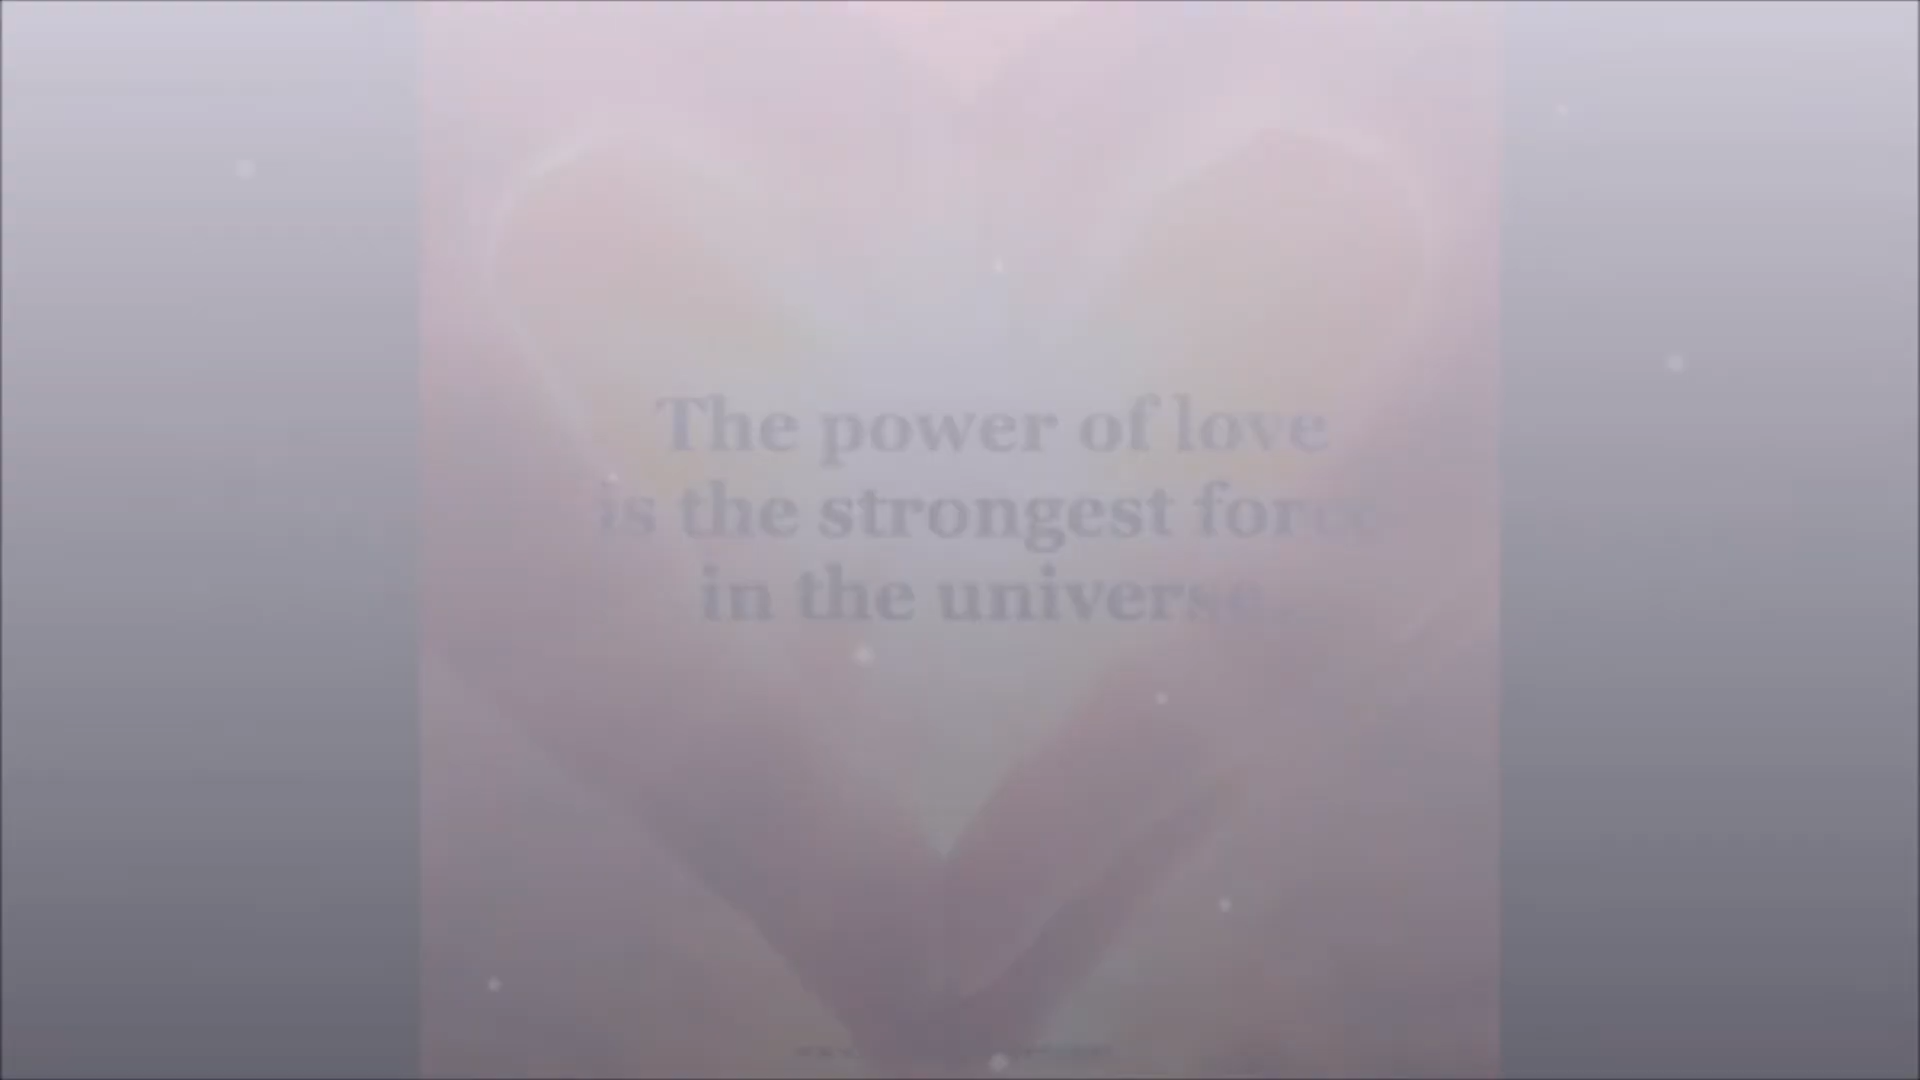 The power of love
is the strongest force
in the universe